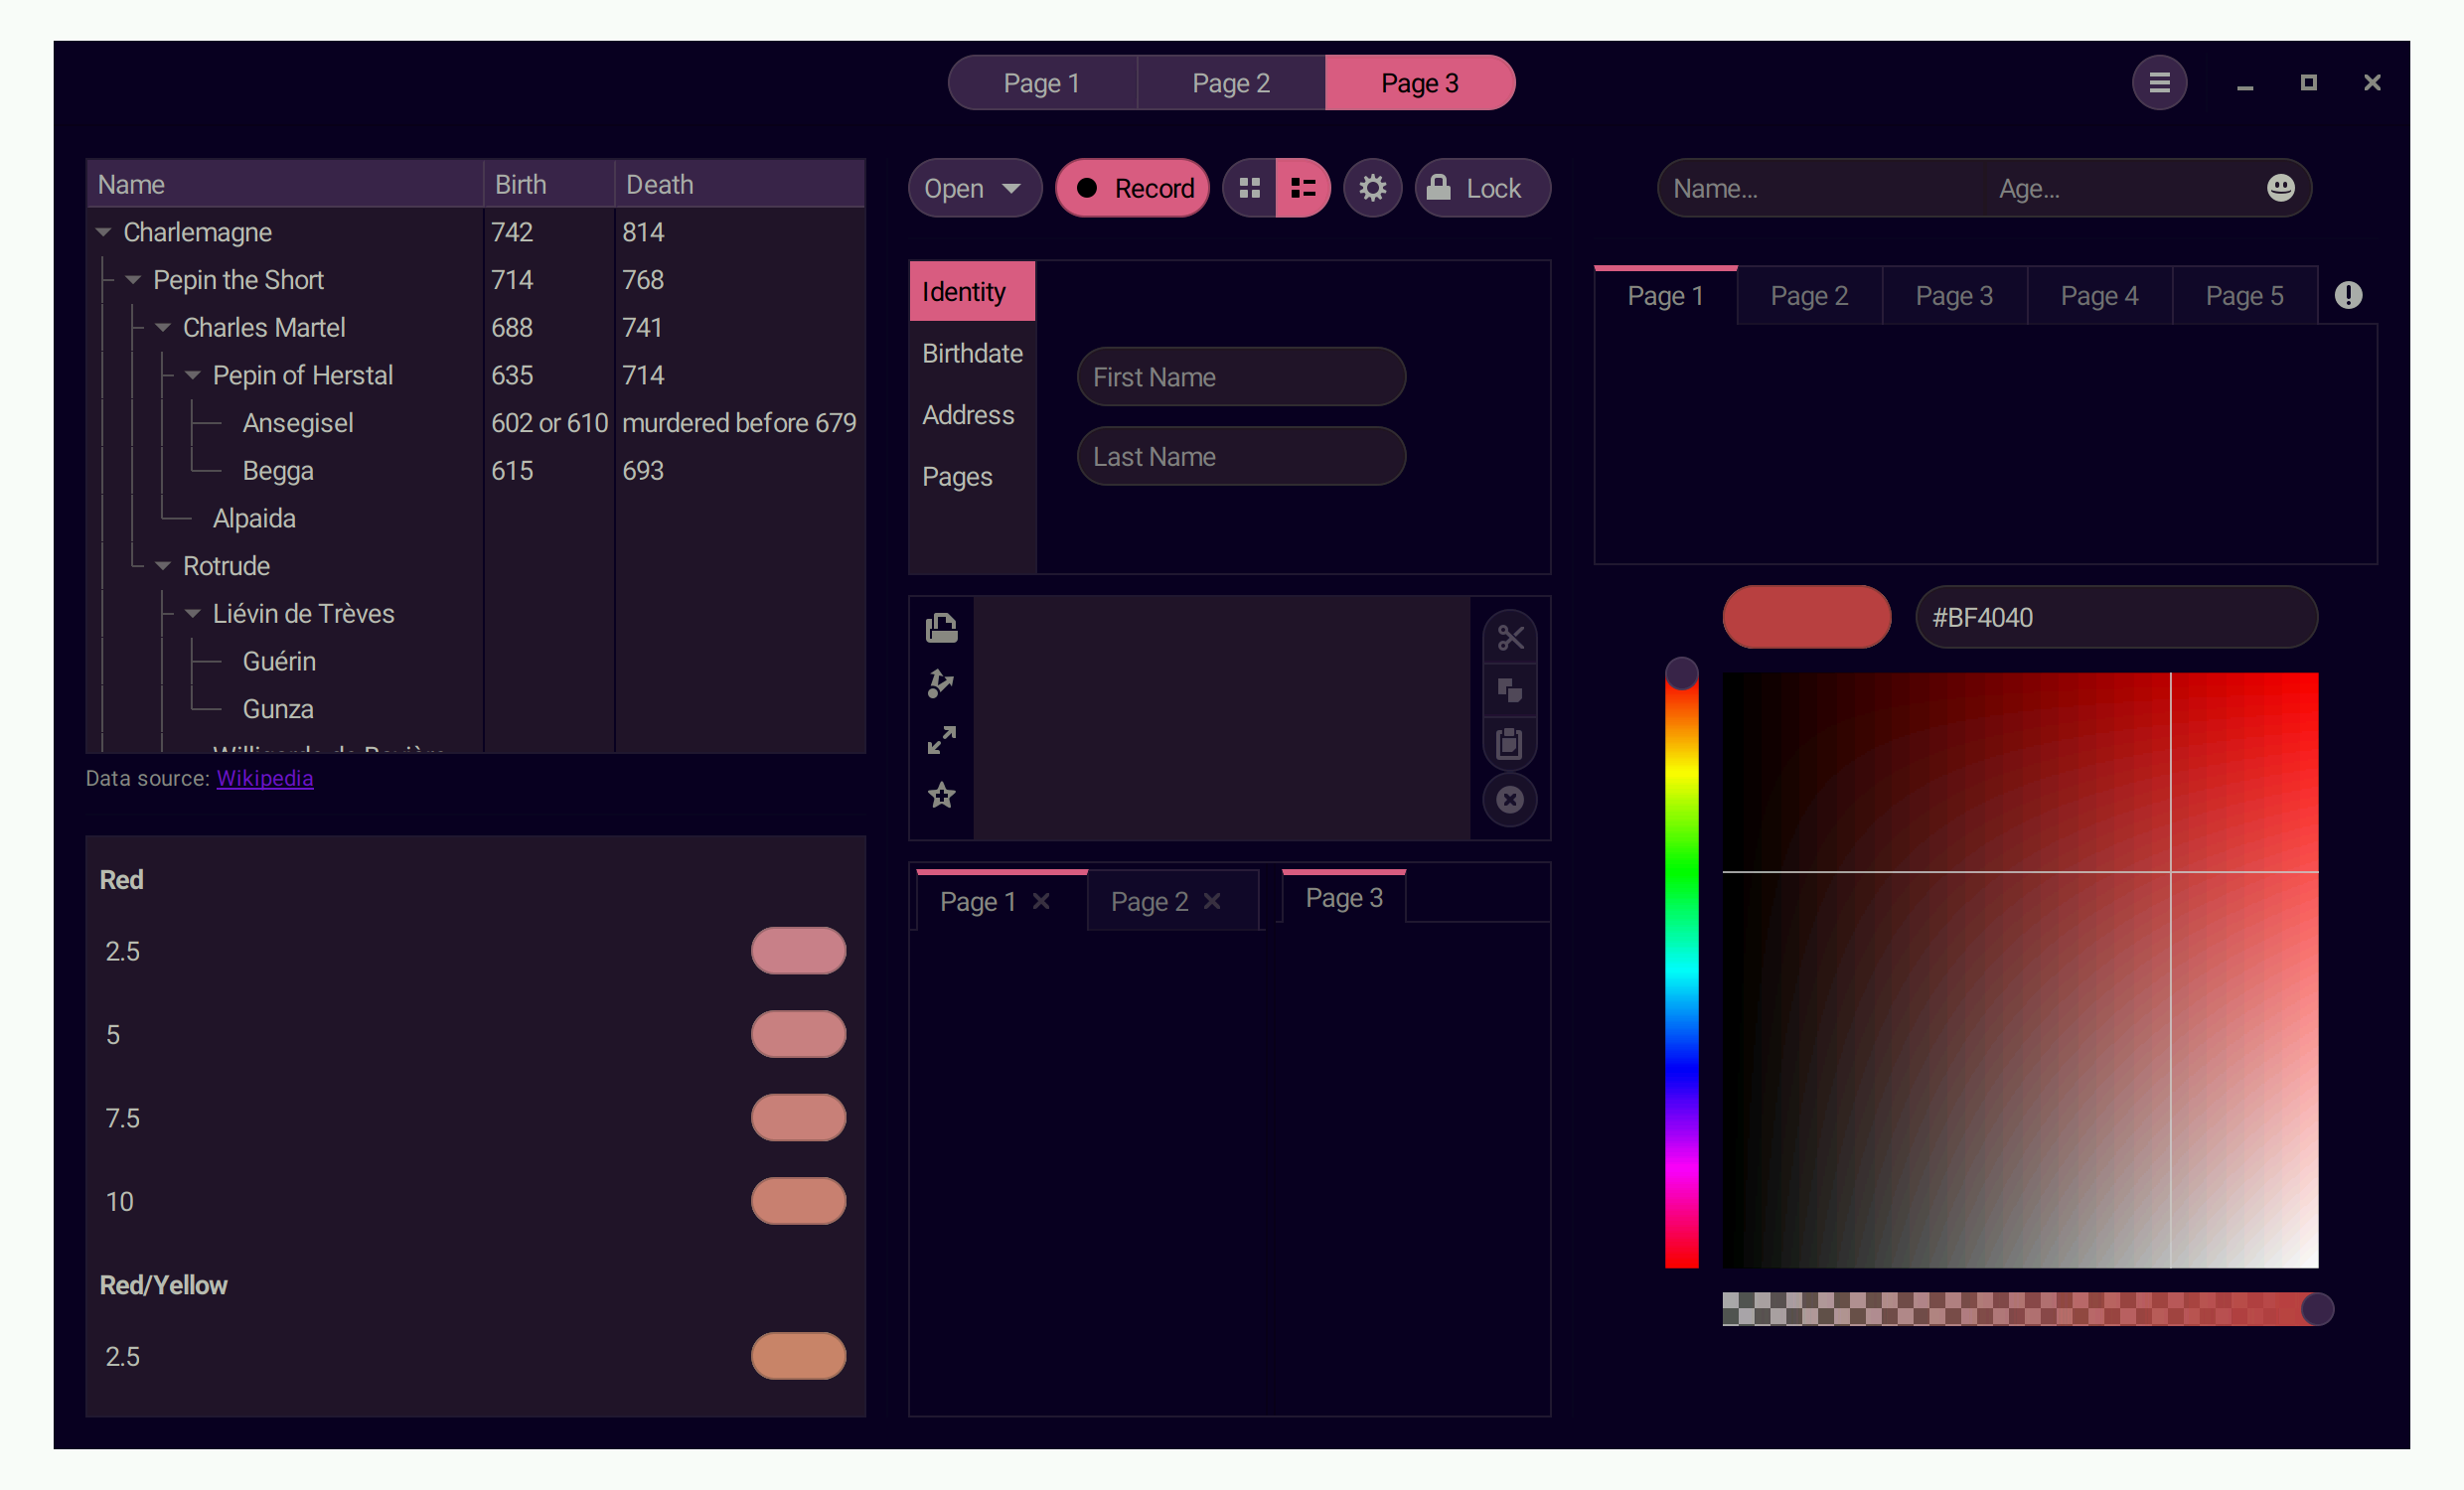 Page 1 Page 2 Page 3
Name Birth Death
Charlemagne 742 814
Pepin the Short 714 768
Charles Martel 688 741
Pepin of Herstal 635 714
Ansegisel 602 or 610 murdered before 679
Begga 615 693
Alpaida
Rotrude
Liévin de Trèves
Guérin
Gunza
Data source: Wikipedia
Red
2.5
5
7.5
10
Red/Yellow
2.5
Open Record Lock
Identity
Birthdate
Address
Pages
First Name
Last Name
Page 1 Page 2 Page 3
Name... Age...
Page 1 Page 2 Page 3 Page 4 Page 5
#BF4040